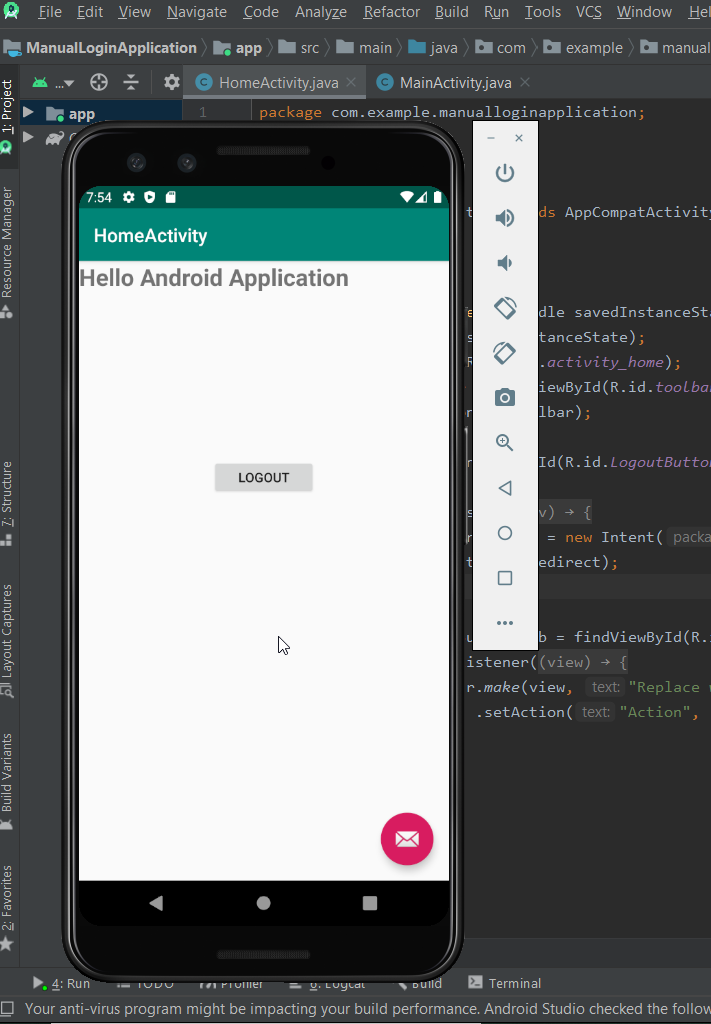 File Edit View Navigate Code Analyze Refactor Build Run Tools VCS Window
ManualLoginApplication app src main java com example manual
... HomeActivity.java MainActivity.java
1: Project
app
1 package com.example.manualloginapplication;
7:54
ds AppCompatActivity
HomeActivity
Hello Android Application
Resource Manager
dle savedInstanceSta
tanceState);
.activity_home);
iewById(R.id.toolba
lbar);
Id(R.id.LogoutButto
LOGOUT
7: Structure
v) → {
= new Intent( packa
edirect);
Layout Captures
b = findViewById(R.
istener((view) → {
r.make(view, text: "Replace
.setAction( text: "Action",
Build Variants
2: Favorites
4: Run TODO Profiler 6: Logcat Build Terminal
Your anti-virus program might be impacting your build performance. Android Studio checked the follow